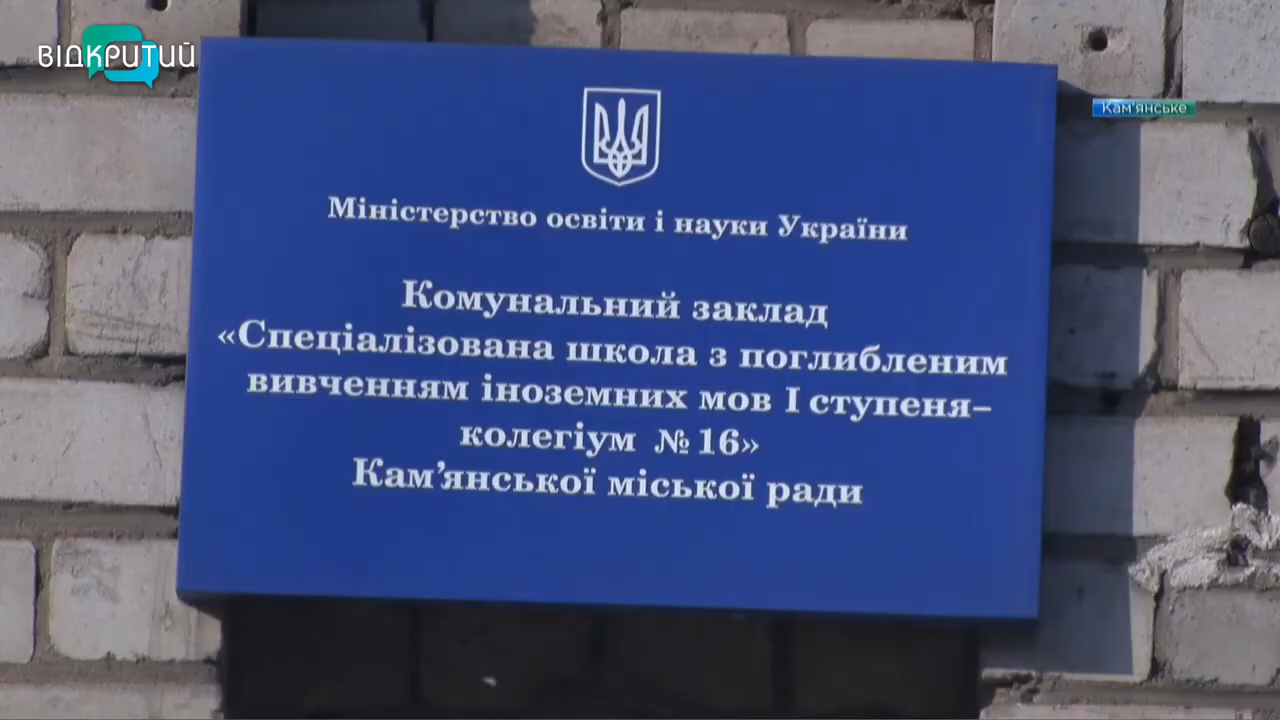 ВІДКРИТИЙ
Кам'янське
Міністерство освіти і науки України
Комунальний заклад
«Спеціалізована школа з поглибленим
вивченням іноземних мов І ступеня–
колегіум №16»
Кам’янської міської ради